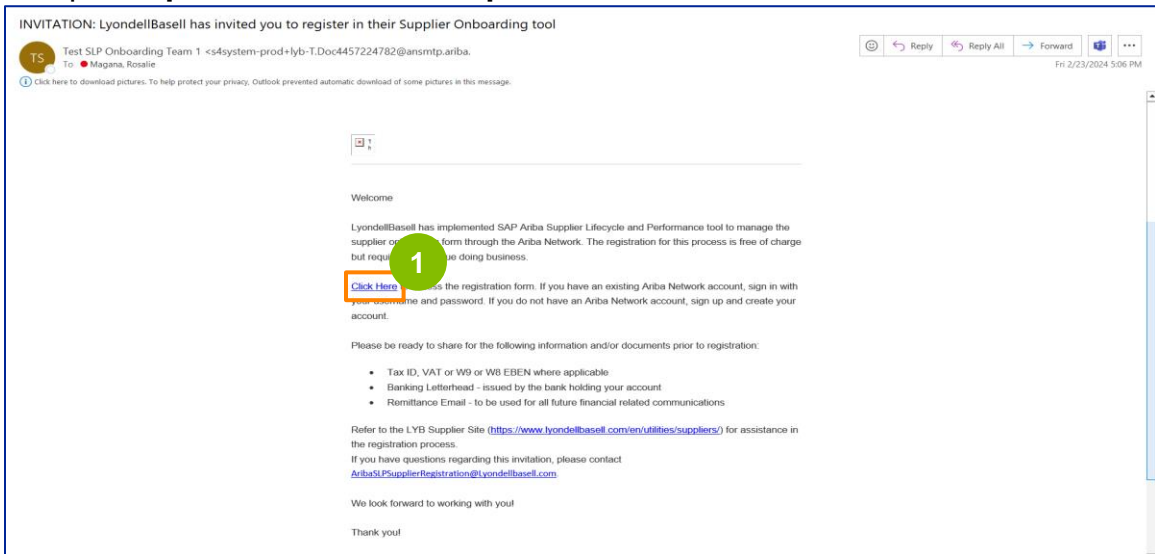 INVITATION: LyondellBasell has invited you to register in their Supplier Onboarding tool
TS
Test SLP Onboarding Team 1 <s4system-prod+lyb-T.Doc4457224782@ansmtp.ariba.
To Magana, Rosalie
Reply
Reply All
Forward
Fri 2/23/2024 5:06 PM
Click here to download pictures. To help protect your privacy, Outlook prevented automatic download of some pictures in this message.
Welcome
LyondellBasell has implemented SAP Ariba Supplier Lifecycle and Performance tool to manage the
supplier form through the Ariba Network. The registration for this process is free of charge
but doing business.
1
Click Here the registration form. If you have an existing Ariba Network account, sign in with
your username and password. If you do not have an Ariba Network account, sign up and create your
account.
Please be ready to share for the following information and/or documents prior to registration:
• Tax ID, VAT or W9 or W8 EBEN where applicable
• Banking Letterhead - issued by the bank holding your account
• Remittance Email - to be used for all future financial related communications
Refer to the LYB Supplier Site (https://www.lyondellbasell.com/en/utilities/suppliers/) for assistance in
the registration process.
If you have questions regarding this invitation, please contact
AribaSLPSupplierRegistration@Lyondellbasell.com.
We look forward to working with you!
Thank you!